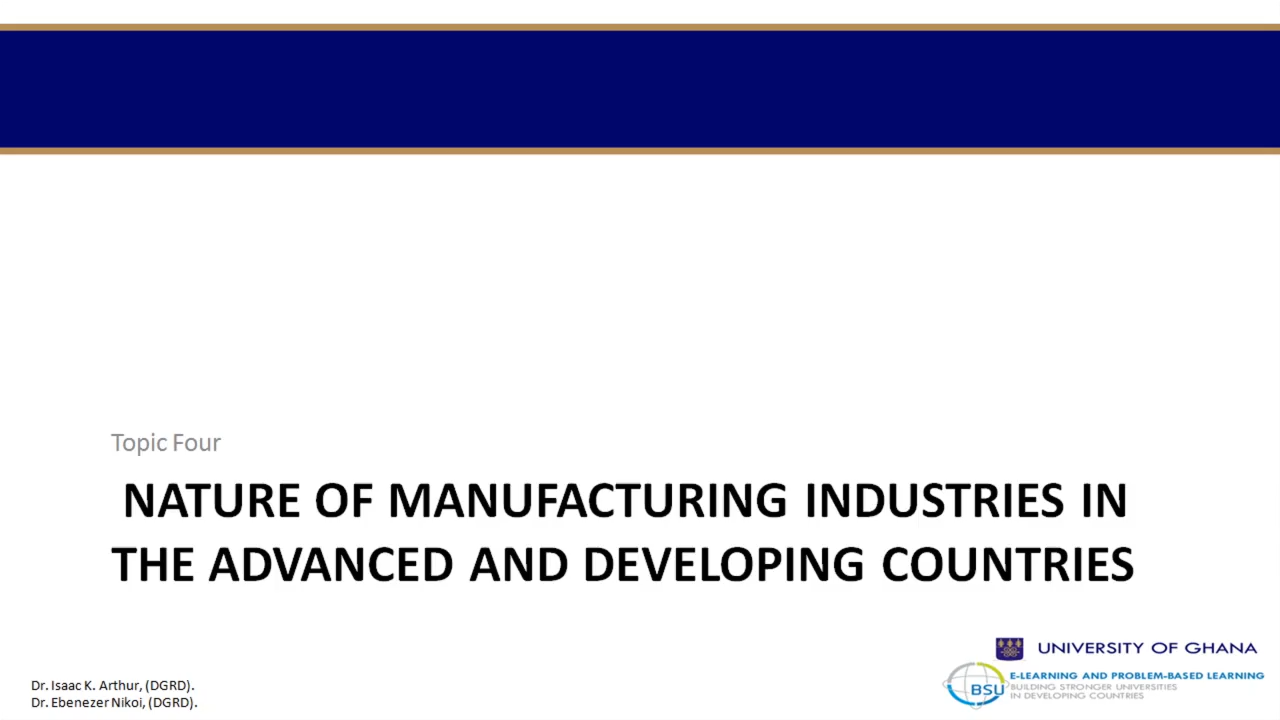 Topic Four
NATURE OF MANUFACTURING INDUSTRIES IN
THE ADVANCED AND DEVELOPING COUNTRIES
UNIVERSITY OF GHANA
BSU
E-LEARNING AND PROBLEM-BASED LEARNING
BUILDING STRONGER UNIVERSITIES
IN DEVELOPING COUNTRIES
Dr. Isaac K. Arthur, (DGRD).
Dr. Ebenezer Nikoi, (DGRD).